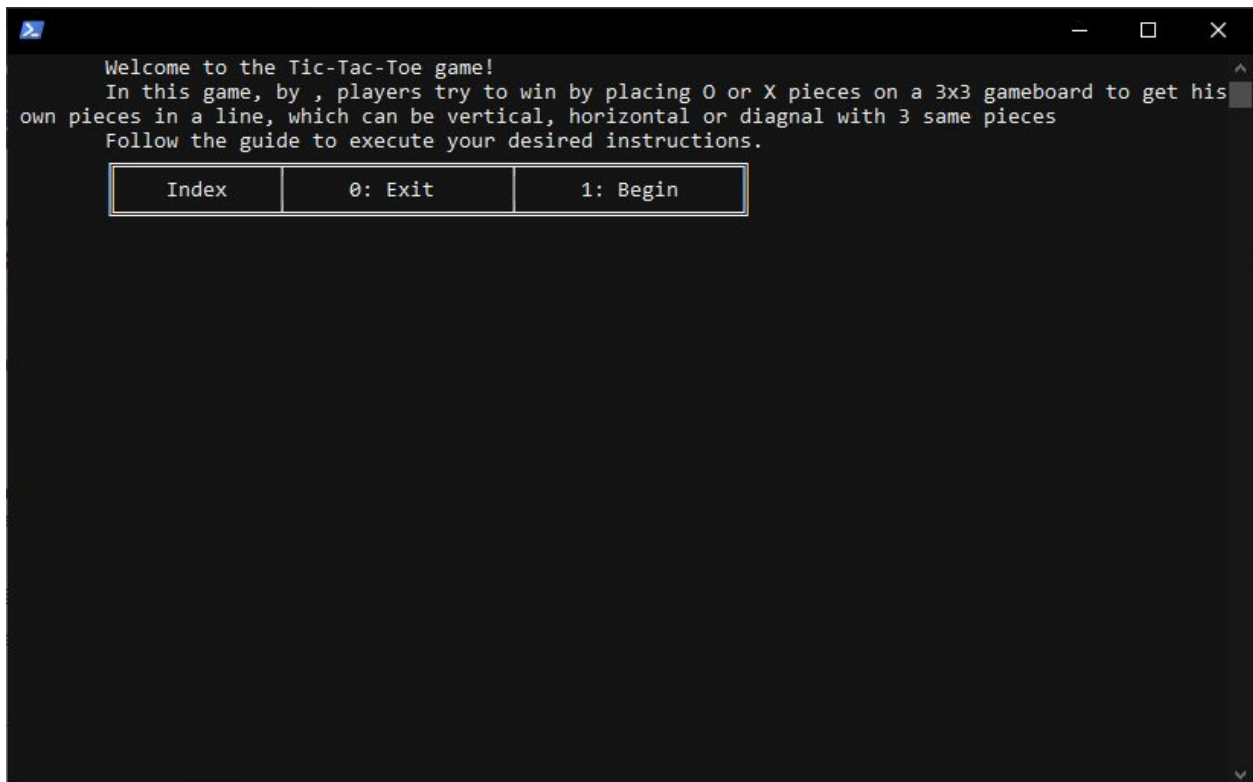 Welcome to the Tic-Tac-Toe game!
In this game, by , players try to win by placing O or X pieces on a 3x3 gameboard to get his
own pieces in a line, which can be vertical, horizontal or diagnal with 3 same pieces
Follow the guide to execute your desired instructions.
Index 0: Exit 1: Begin